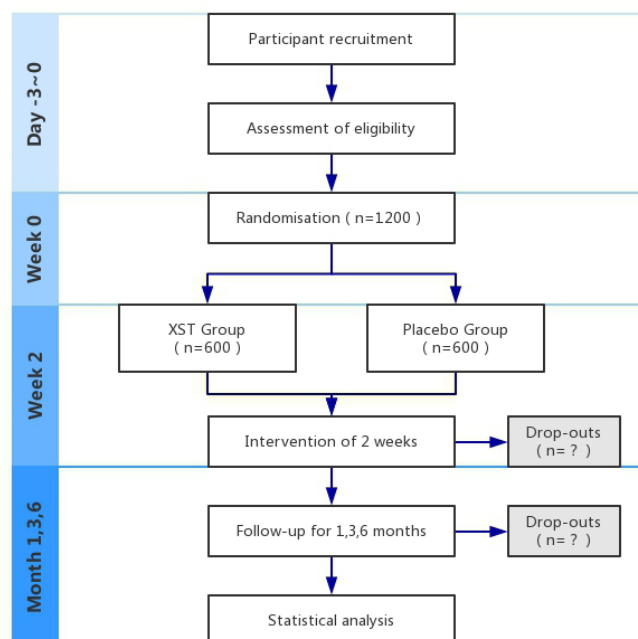 Day -3~0
Participant recruitment
Assessment of eligibility
Week 0
Randomisation ( n=1200 )
Week 2
XST Group
( n=600 )
Placebo Group
( n=600 )
Intervention of 2 weeks
Drop-outs
( n= ? )
Month 1,3,6
Follow-up for 1,3,6 months
Drop-outs
( n= ? )
Statistical analysis